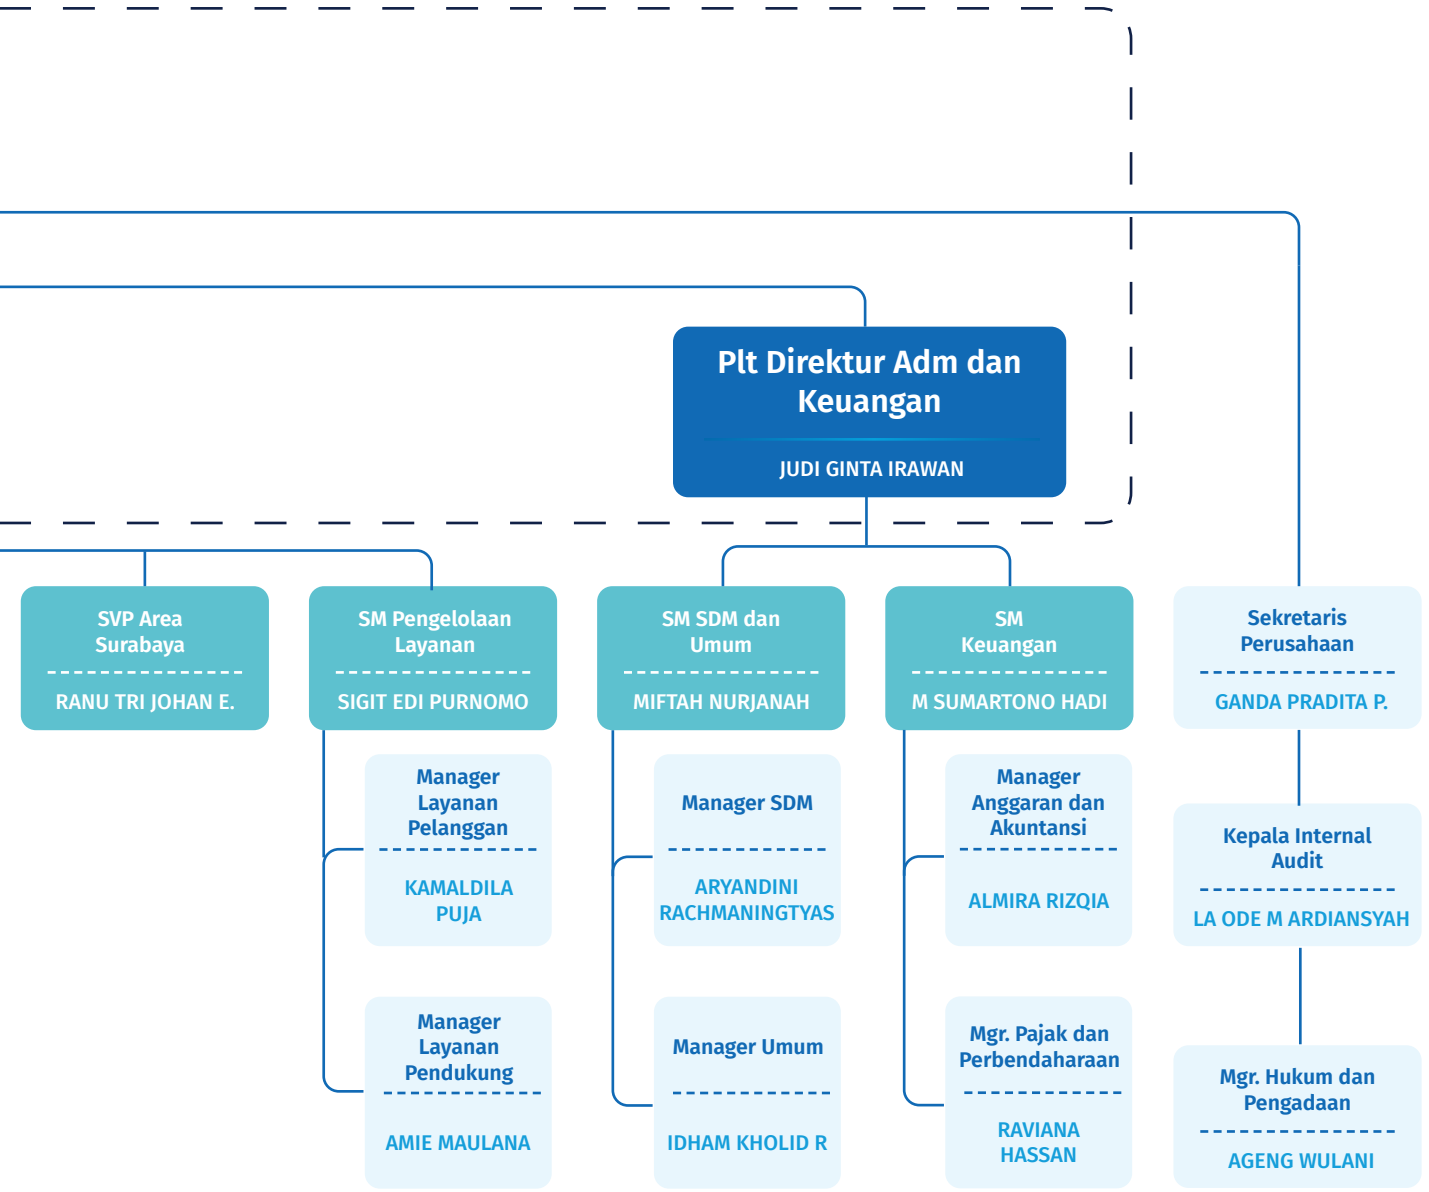 Plt Direktur Adm dan
Keuangan
JUDI GINTA IRAWAN
SVP Area
Surabaya
RANU TRI JOHAN E.
SM Pengelolaan
Layanan
SIGIT EDI PURNOMO
SM SDM dan
Umum
MIFTAH NURJANAH
SM
Keuangan
M SUMARTONO HADI
Sekretaris
Perusahaan
GANDA PRADITA P.
Manager
Layanan
Pelanggan
KAMALDILA
PUJA
Manager SDM
ARYANDINI
RACHMANINGTYAS
Manager
Anggaran dan
Akuntansi
ALMIRA RIZQIA
Kepala Internal
Audit
LA ODE M ARDIANSYAH
Manager
Layanan
Pendukung
AMIE MAULANA
Manager Umum
IDHAM KHOLID R
Mgr. Pajak dan
Perbendaharaan
RAVIANA
HASSAN
Mgr. Hukum dan
Pengadaan
AGENG WULANI